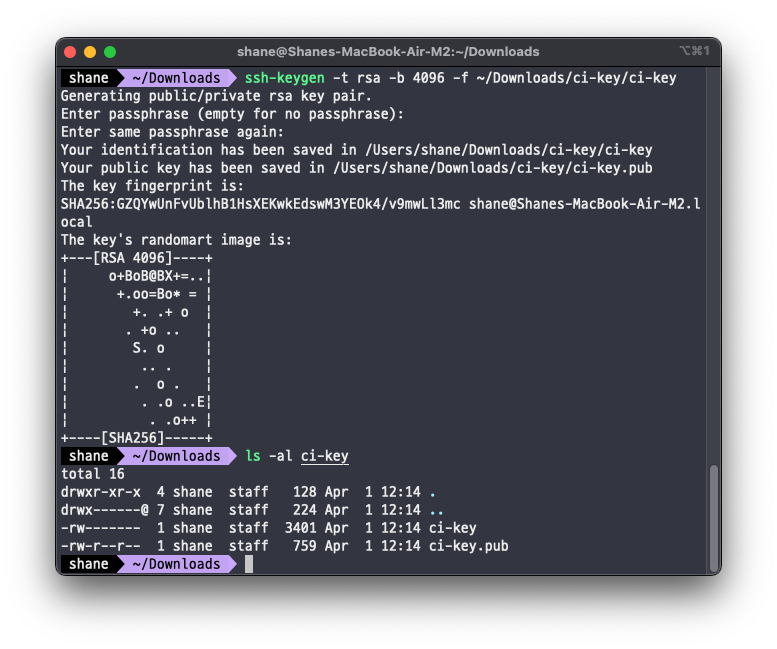 shane@Shanes-MacBook-Air-M2:~/Downloads ⌥⌘1
shane ~/Downloads ssh-keygen -t rsa -b 4096 -f ~/Downloads/ci-key/ci-key
Generating public/private rsa key pair.
Enter passphrase (empty for no passphrase):
Enter same passphrase again:
Your identification has been saved in /Users/shane/Downloads/ci-key/ci-key
Your public key has been saved in /Users/shane/Downloads/ci-key/ci-key.pub
The key fingerprint is:
SHA256:GZQYwUnFvUblhB1HsXEKwkEdswM3YEOk4/v9mwLl3mc shane@Shanes-MacBook-Air-M2.l
ocal
The key's randomart image is:
+---[RSA 4096]----+
|     o+BoB@BX+=..|
|      +.oo=Bo* = |
|        +. .+ o  |
|       . +o ..   |
|        S. o     |
|         .. .    |
|        .  o .   |
|         . .o ..E|
|          . .o++ |
+----[SHA256]-----+
shane ~/Downloads ls -al ci-key
total 16
drwxr-xr-x  4 shane  staff   128 Apr  1 12:14 .
drwx------@ 7 shane  staff   224 Apr  1 12:14 ..
-rw-------  1 shane  staff  3401 Apr  1 12:14 ci-key
-rw-r--r--  1 shane  staff   759 Apr  1 12:14 ci-key.pub
shane ~/Downloads